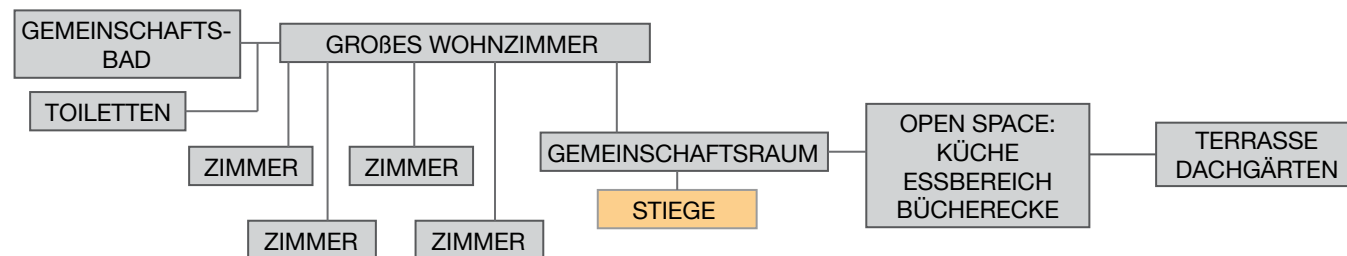 GEMEINSCHAFTS-
BAD
GROßES WOHNZIMMER
TOILETTEN
ZIMMER
ZIMMER
ZIMMER
ZIMMER
GEMEINSCHAFTSRAUM
STIEGE
OPEN SPACE:
KÜCHE
ESSBEREICH
BÜCHERECKE
TERRASSE
DACHGÄRTEN